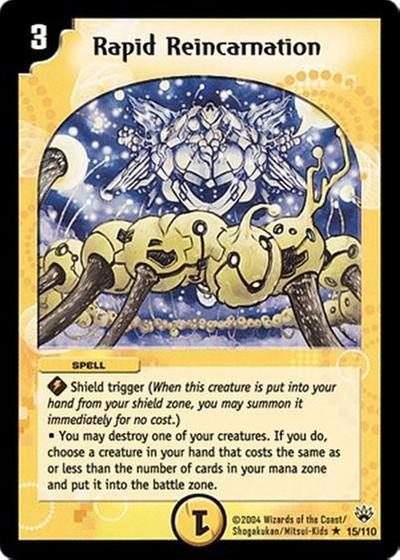 3
Rapid Reincarnation
SPELL
Shield trigger (When this creature is put into your
hand from your shield zone, you may summon it
immediately for no cost.)
▪ You may destroy one of your creatures. If you do,
choose a creature in your hand that costs the same as
or less than the number of cards in your mana zone
and put it into the battle zone.
1
©2004 Wizards of the Coast/
Shogakukan/Mitsui-Kids ★ 15/110